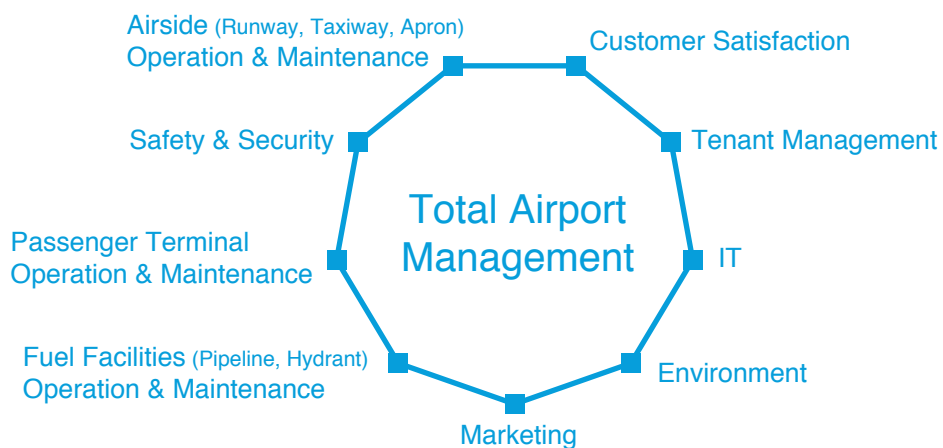 Airside (Runway, Taxiway, Apron)
Operation & Maintenance
Customer Satisfaction
Safety & Security
Tenant Management
Total Airport
Management
Passenger Terminal
Operation & Maintenance
IT
Fuel Facilities (Pipeline, Hydrant)
Operation & Maintenance
Environment
Marketing